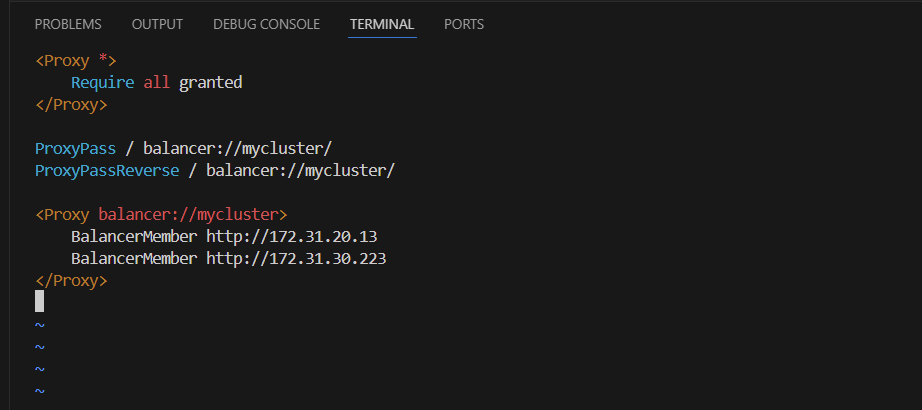 PROBLEMS OUTPUT DEBUG CONSOLE TERMINAL PORTS
<Proxy *>
    Require all granted
</Proxy>

ProxyPass / balancer://mycluster/
ProxyPassReverse / balancer://mycluster/

<Proxy balancer://mycluster>
    BalancerMember http://172.31.20.13
    BalancerMember http://172.31.30.223
</Proxy>

~
~
~
~